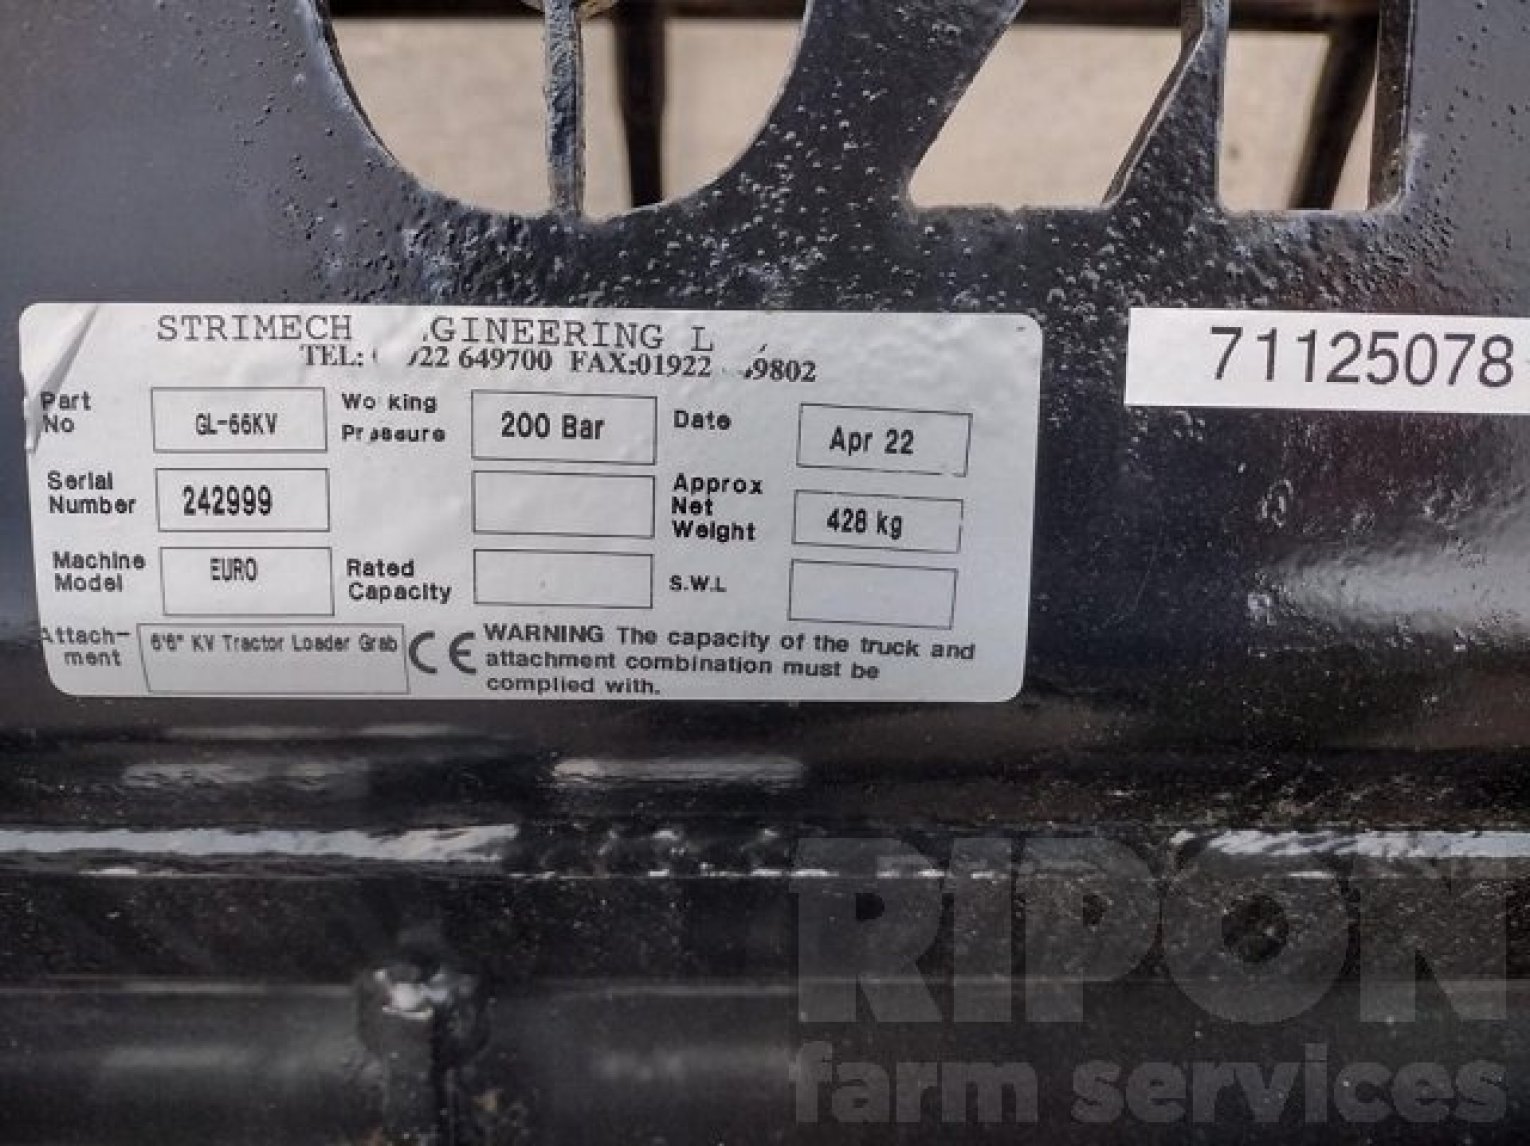 STRIMECH GINEERING L
TEL: 22 649700 FAX:01922 9802
Part No GL-66KV
Working Pressure 200 Bar
Date Apr 22
Serial Number 242999
Approx Net Weight 428 kg
Machine Model EURO
Rated Capacity
S.W.L
Attach-ment 6'6" KV Tractor Loader Grab
CE
WARNING The capacity of the truck and
attachment combination must be
complied with.
71125078
RIPON
farm services